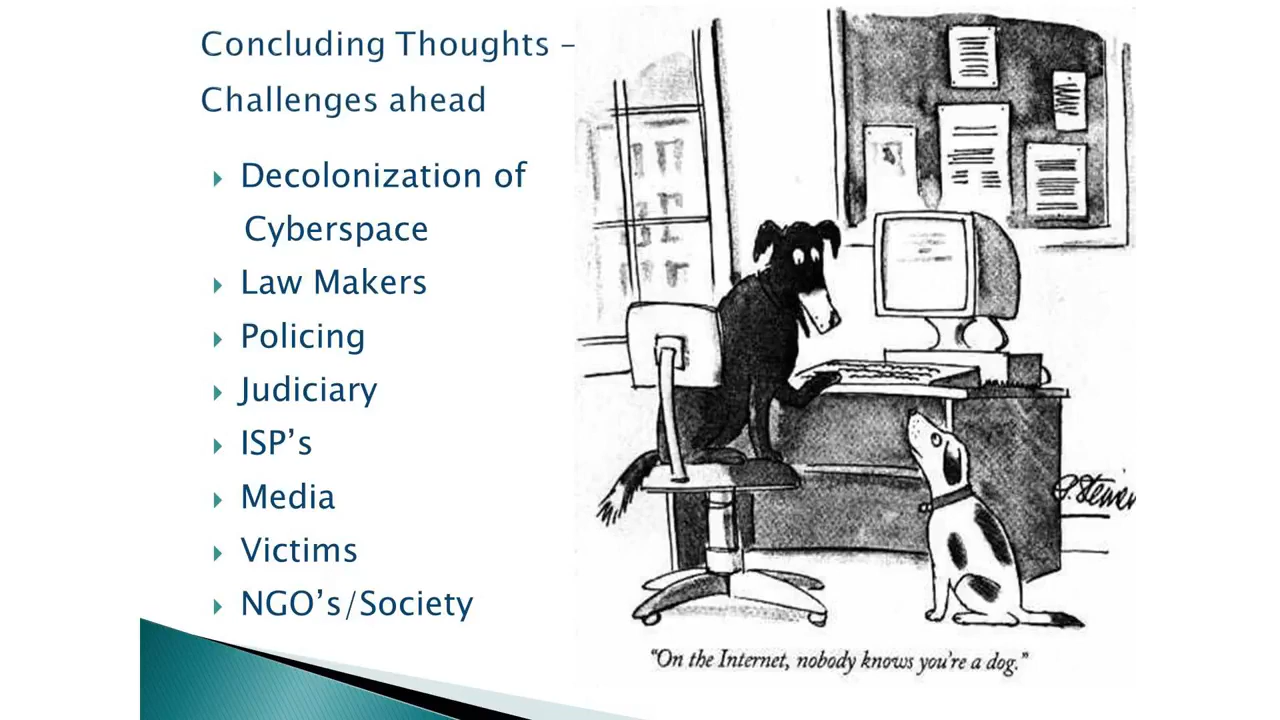 Concluding Thoughts –
Challenges ahead
Decolonization of
Cyberspace
Law Makers
Policing
Judiciary
ISP’s
Media
Victims
NGO’s/Society
“On the Internet, nobody knows you’re a dog.”